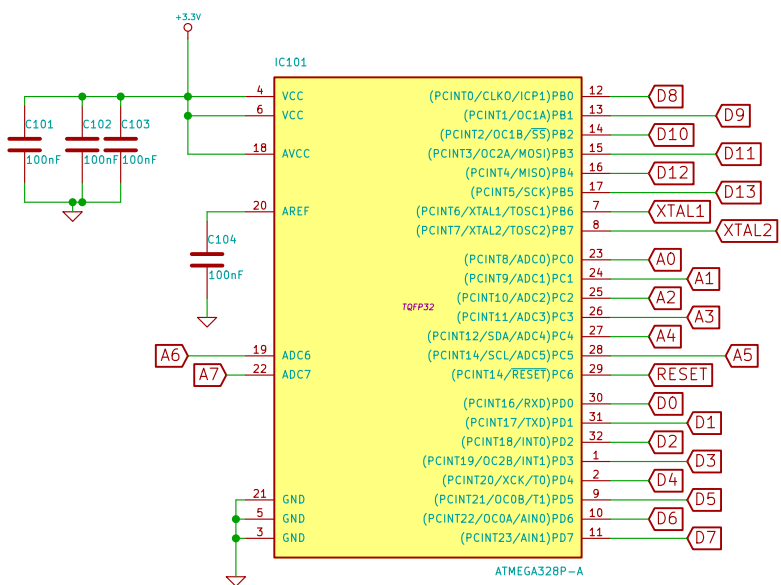 +3.3V
IC101
4 VCC (PCINT0/CLKO/ICP1)PB0 12 D8
6 VCC (PCINT1/OC1A)PB1 13 D9
C101 C102 C103
(PCINT2/OC1B/SS)PB2 14 D10
18 AVCC (PCINT3/OC2A/MOSI)PB3 15 D11
100nF 100nF 100nF
(PCINT4/MISO)PB4 16 D12
(PCINT5/SCK)PB5 17 D13
20 AREF (PCINT6/XTAL1/TOSC1)PB6 7 XTAL1
(PCINT7/XTAL2/TOSC2)PB7 8 XTAL2
C104
(PCINT8/ADC0)PC0 23 A0
100nF
(PCINT9/ADC1)PC1 24 A1
(PCINT10/ADC2)PC2 25 A2
TQFP32
(PCINT11/ADC3)PC3 26 A3
(PCINT12/SDA/ADC4)PC4 27 A4
A6 19 ADC6 (PCINT14/SCL/ADC5)PC5 28 A5
A7 22 ADC7 (PCINT14/RESET)PC6 29 RESET
(PCINT16/RXD)PD0 30 D0
(PCINT17/TXD)PD1 31 D1
(PCINT18/INT0)PD2 32 D2
(PCINT19/OC2B/INT1)PD3 1 D3
(PCINT20/XCK/T0)PD4 2 D4
21 GND (PCINT21/OC0B/T1)PD5 9 D5
5 GND (PCINT22/OC0A/AIN0)PD6 10 D6
3 GND (PCINT23/AIN1)PD7 11 D7
ATMEGA328P-A